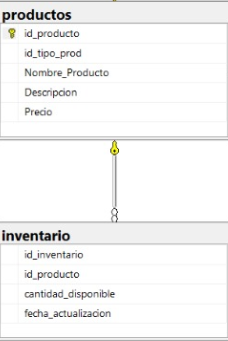 productos
id_producto
id_tipo_prod
Nombre_Producto
Descripcion
Precio
inventario
id_inventario
id_producto
cantidad_disponible
fecha_actualizacion